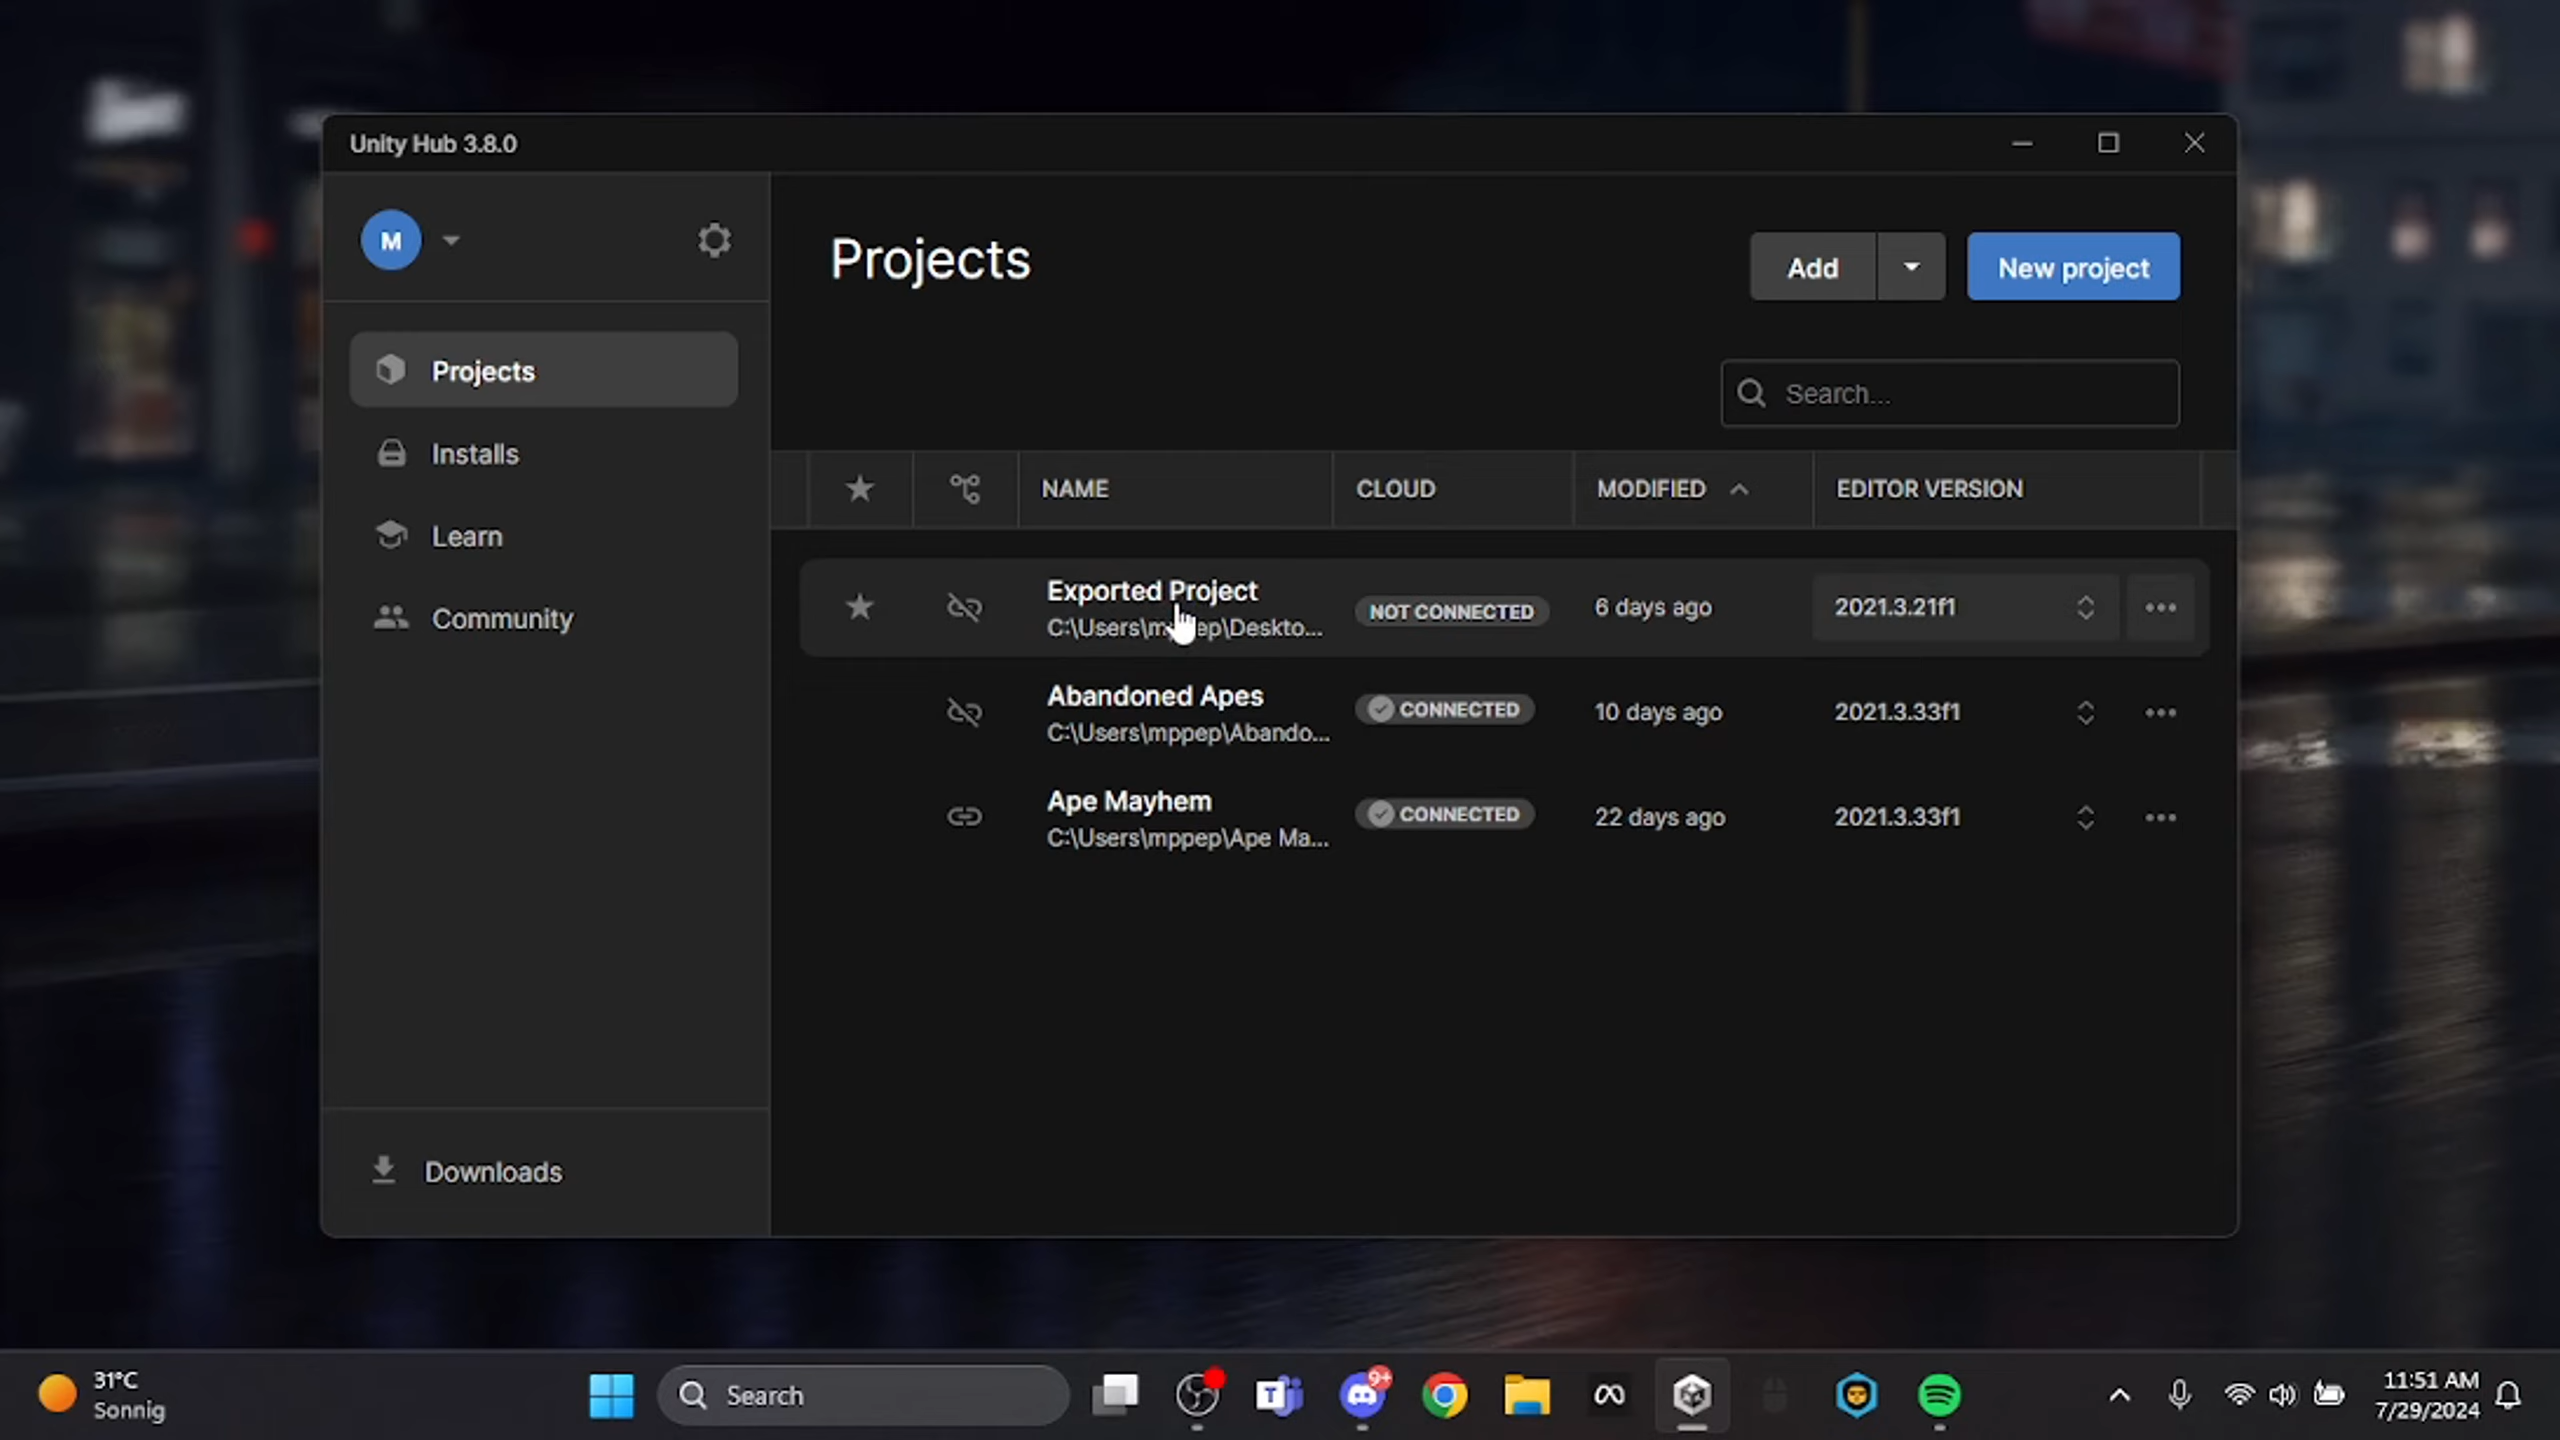 Unity Hub 3.8.0
M
Projects
Add
New project
Projects
Search...
Installs
NAME
CLOUD
MODIFIED
EDITOR VERSION
Learn
Exported Project
C:\Users\mppep\Deskto...
NOT CONNECTED
6 days ago
2021.3.21f1
Community
Abandoned Apes
C:\Users\mppep\Abando...
CONNECTED
10 days ago
2021.3.33f1
Ape Mayhem
C:\Users\mppep\Ape Ma...
CONNECTED
22 days ago
2021.3.33f1
Downloads
31°C
Sonnig
Search
T
9+
11:51 AM
7/29/2024